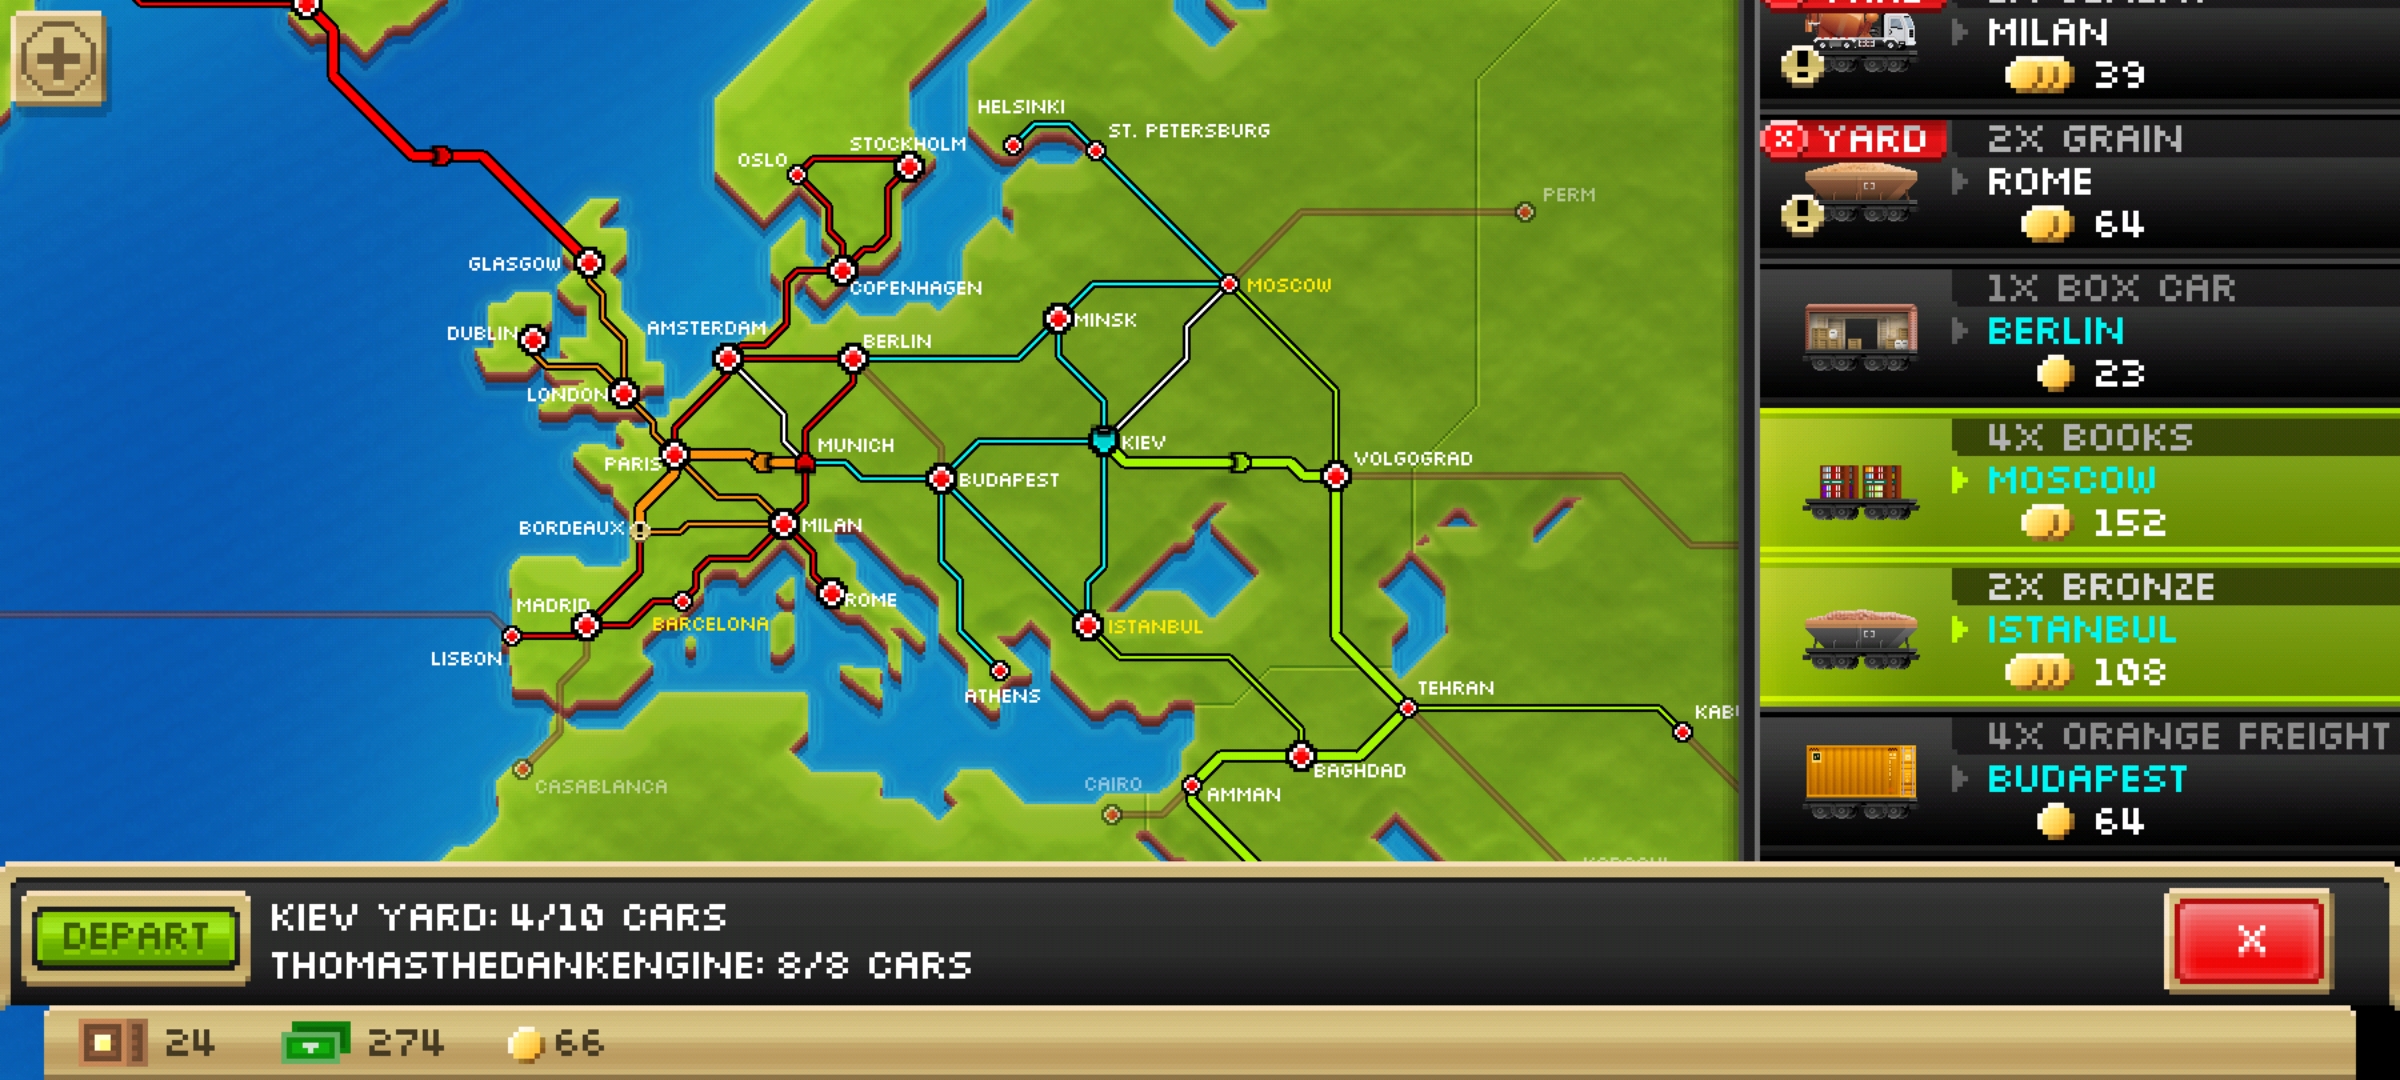 HELSINKI
ST. PETERSBURG
STOCKHOLM
OSLO
PERM
GLASGOW
COPENHAGEN
MOSCOW
DUBLIN
AMSTERDAM
MINSK
BERLIN
LONDON
MUNICH
KIEV
PARIS
VOLGOGRAD
BUDAPEST
BORDEAUX
MILAN
MADRID
ROME
BARCELONA
ISTANBUL
LISBON
ATHENS
TEHRAN
KAB
CASABLANCA
CAIRO
BAGHDAD
AMMAN
MILAN
39
YARD
2X GRAIN
ROME
64
1X BOX CAR
BERLIN
23
4X BOOKS
MOSCOW
152
2X BRONZE
ISTANBUL
108
4X ORANGE FREIGHT
BUDAPEST
64
DEPART
KIEV YARD: 4/10 CARS
THOMASTHEDANKENGINE: 8/8 CARS
X
24
274
66